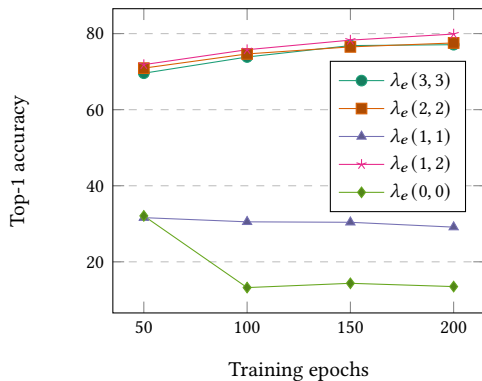 80
60
40
20
50
100
150
200
Top-1 accuracy
Training epochs
λe(3, 3)
λe(2, 2)
λe(1, 1)
λe(1, 2)
λe(0, 0)